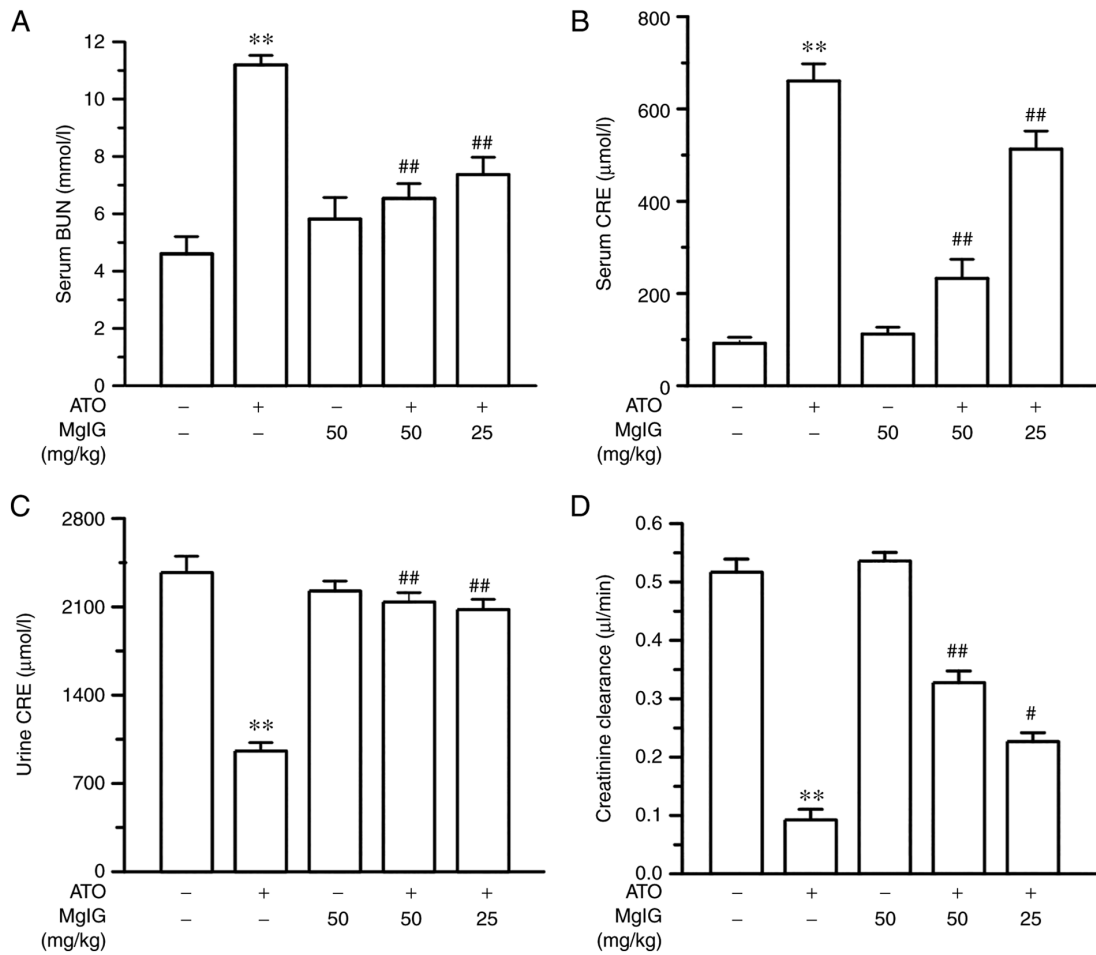 A
Serum BUN (mmol/l)
12
10
8
6
4
2
0
**
##
##
ATO – + – + +
MgIG – – 50 50 25
(mg/kg)
B
Serum CRE (μmol/l)
800
600
400
200
0
**
##
##
ATO – + – + +
MgIG – – 50 50 25
(mg/kg)
C
Urine CRE (μmol/l)
2800
2100
1400
700
0
**
##
##
ATO – + – + +
MgIG – – 50 50 25
(mg/kg)
D
Creatinine clearance (μl/min)
0.6
0.5
0.4
0.3
0.2
0.1
0.0
**
##
#
ATO – + – + +
MgIG – – 50 50 25
(mg/kg)